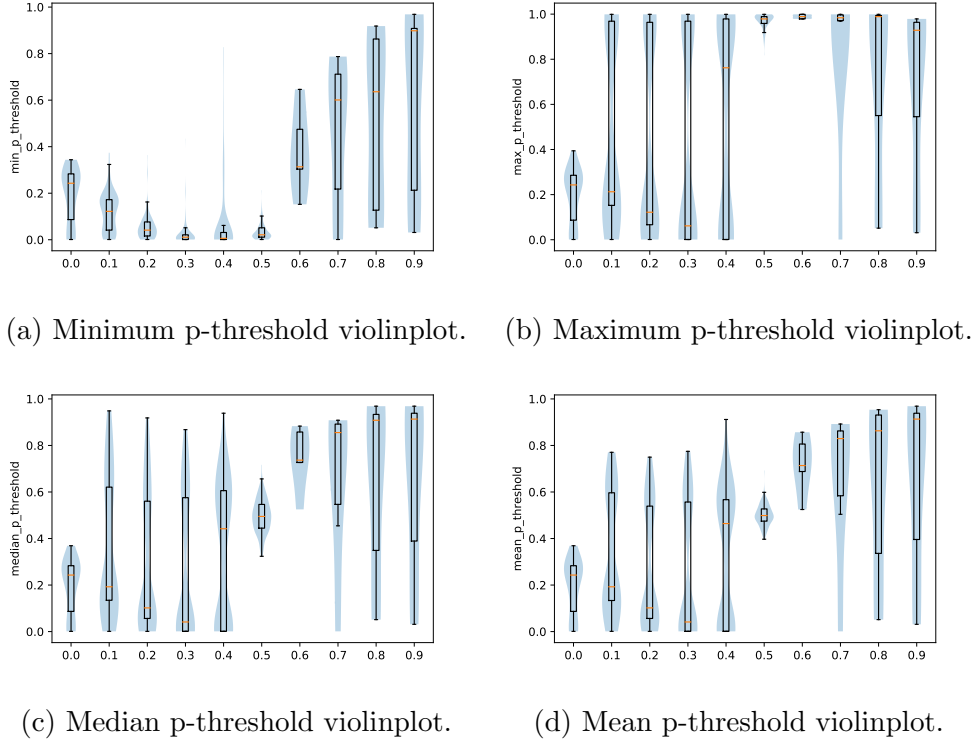 1.0
0.8
0.6
0.4
0.2
0.0
min_p_threshold
0.0 0.1 0.2 0.3 0.4 0.5 0.6 0.7 0.8 0.9
(a) Minimum p-threshold violinplot.
1.0
0.8
0.6
0.4
0.2
0.0
max_p_threshold
0.0 0.1 0.2 0.3 0.4 0.5 0.6 0.7 0.8 0.9
(b) Maximum p-threshold violinplot.
1.0
0.8
0.6
0.4
0.2
0.0
median_p_threshold
0.0 0.1 0.2 0.3 0.4 0.5 0.6 0.7 0.8 0.9
(c) Median p-threshold violinplot.
1.0
0.8
0.6
0.4
0.2
0.0
mean_p_threshold
0.0 0.1 0.2 0.3 0.4 0.5 0.6 0.7 0.8 0.9
(d) Mean p-threshold violinplot.